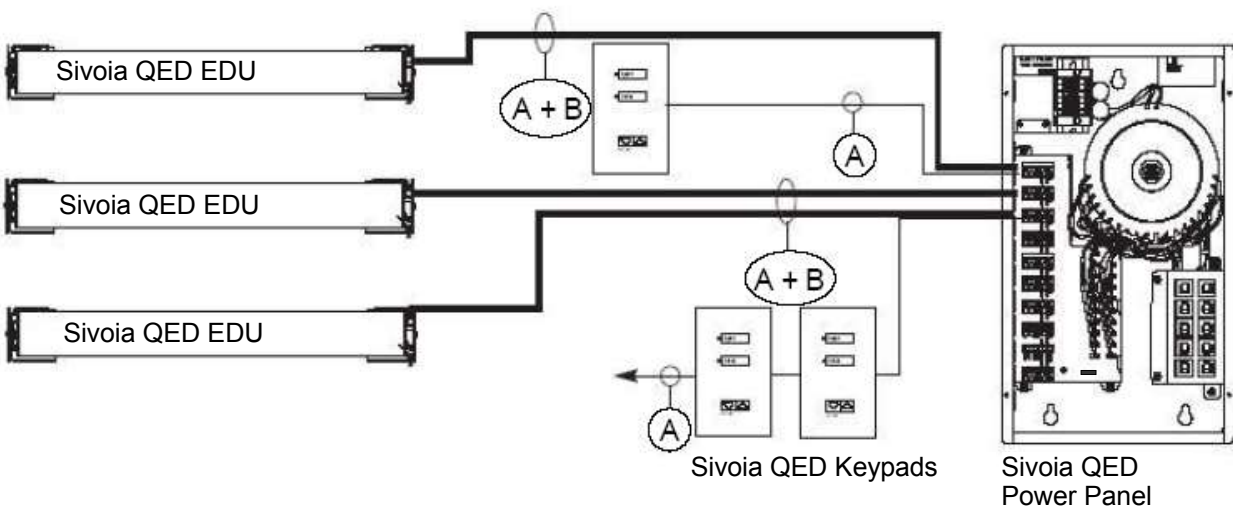 Sivoia QED EDU
A + B
A
Sivoia QED EDU
A + B
Sivoia QED EDU
A
Sivoia QED Keypads
Sivoia QED
Power Panel